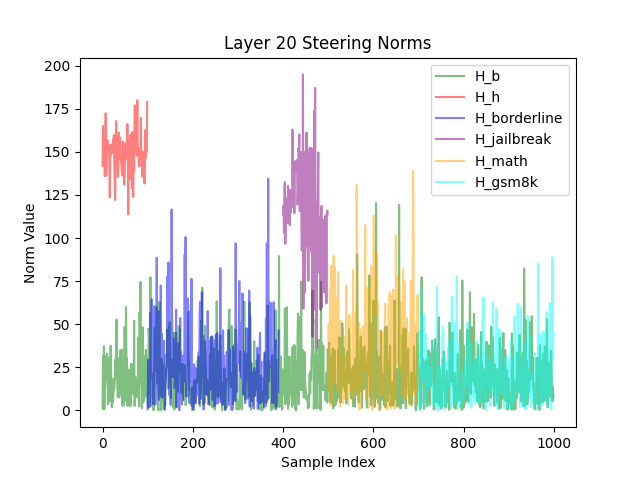 Layer 20 Steering Norms
200
175
150
125
100
75
50
25
0
Norm Value
0
200
400
600
800
1000
Sample Index
H_b
H_h
H_borderline
H_jailbreak
H_math
H_gsm8k